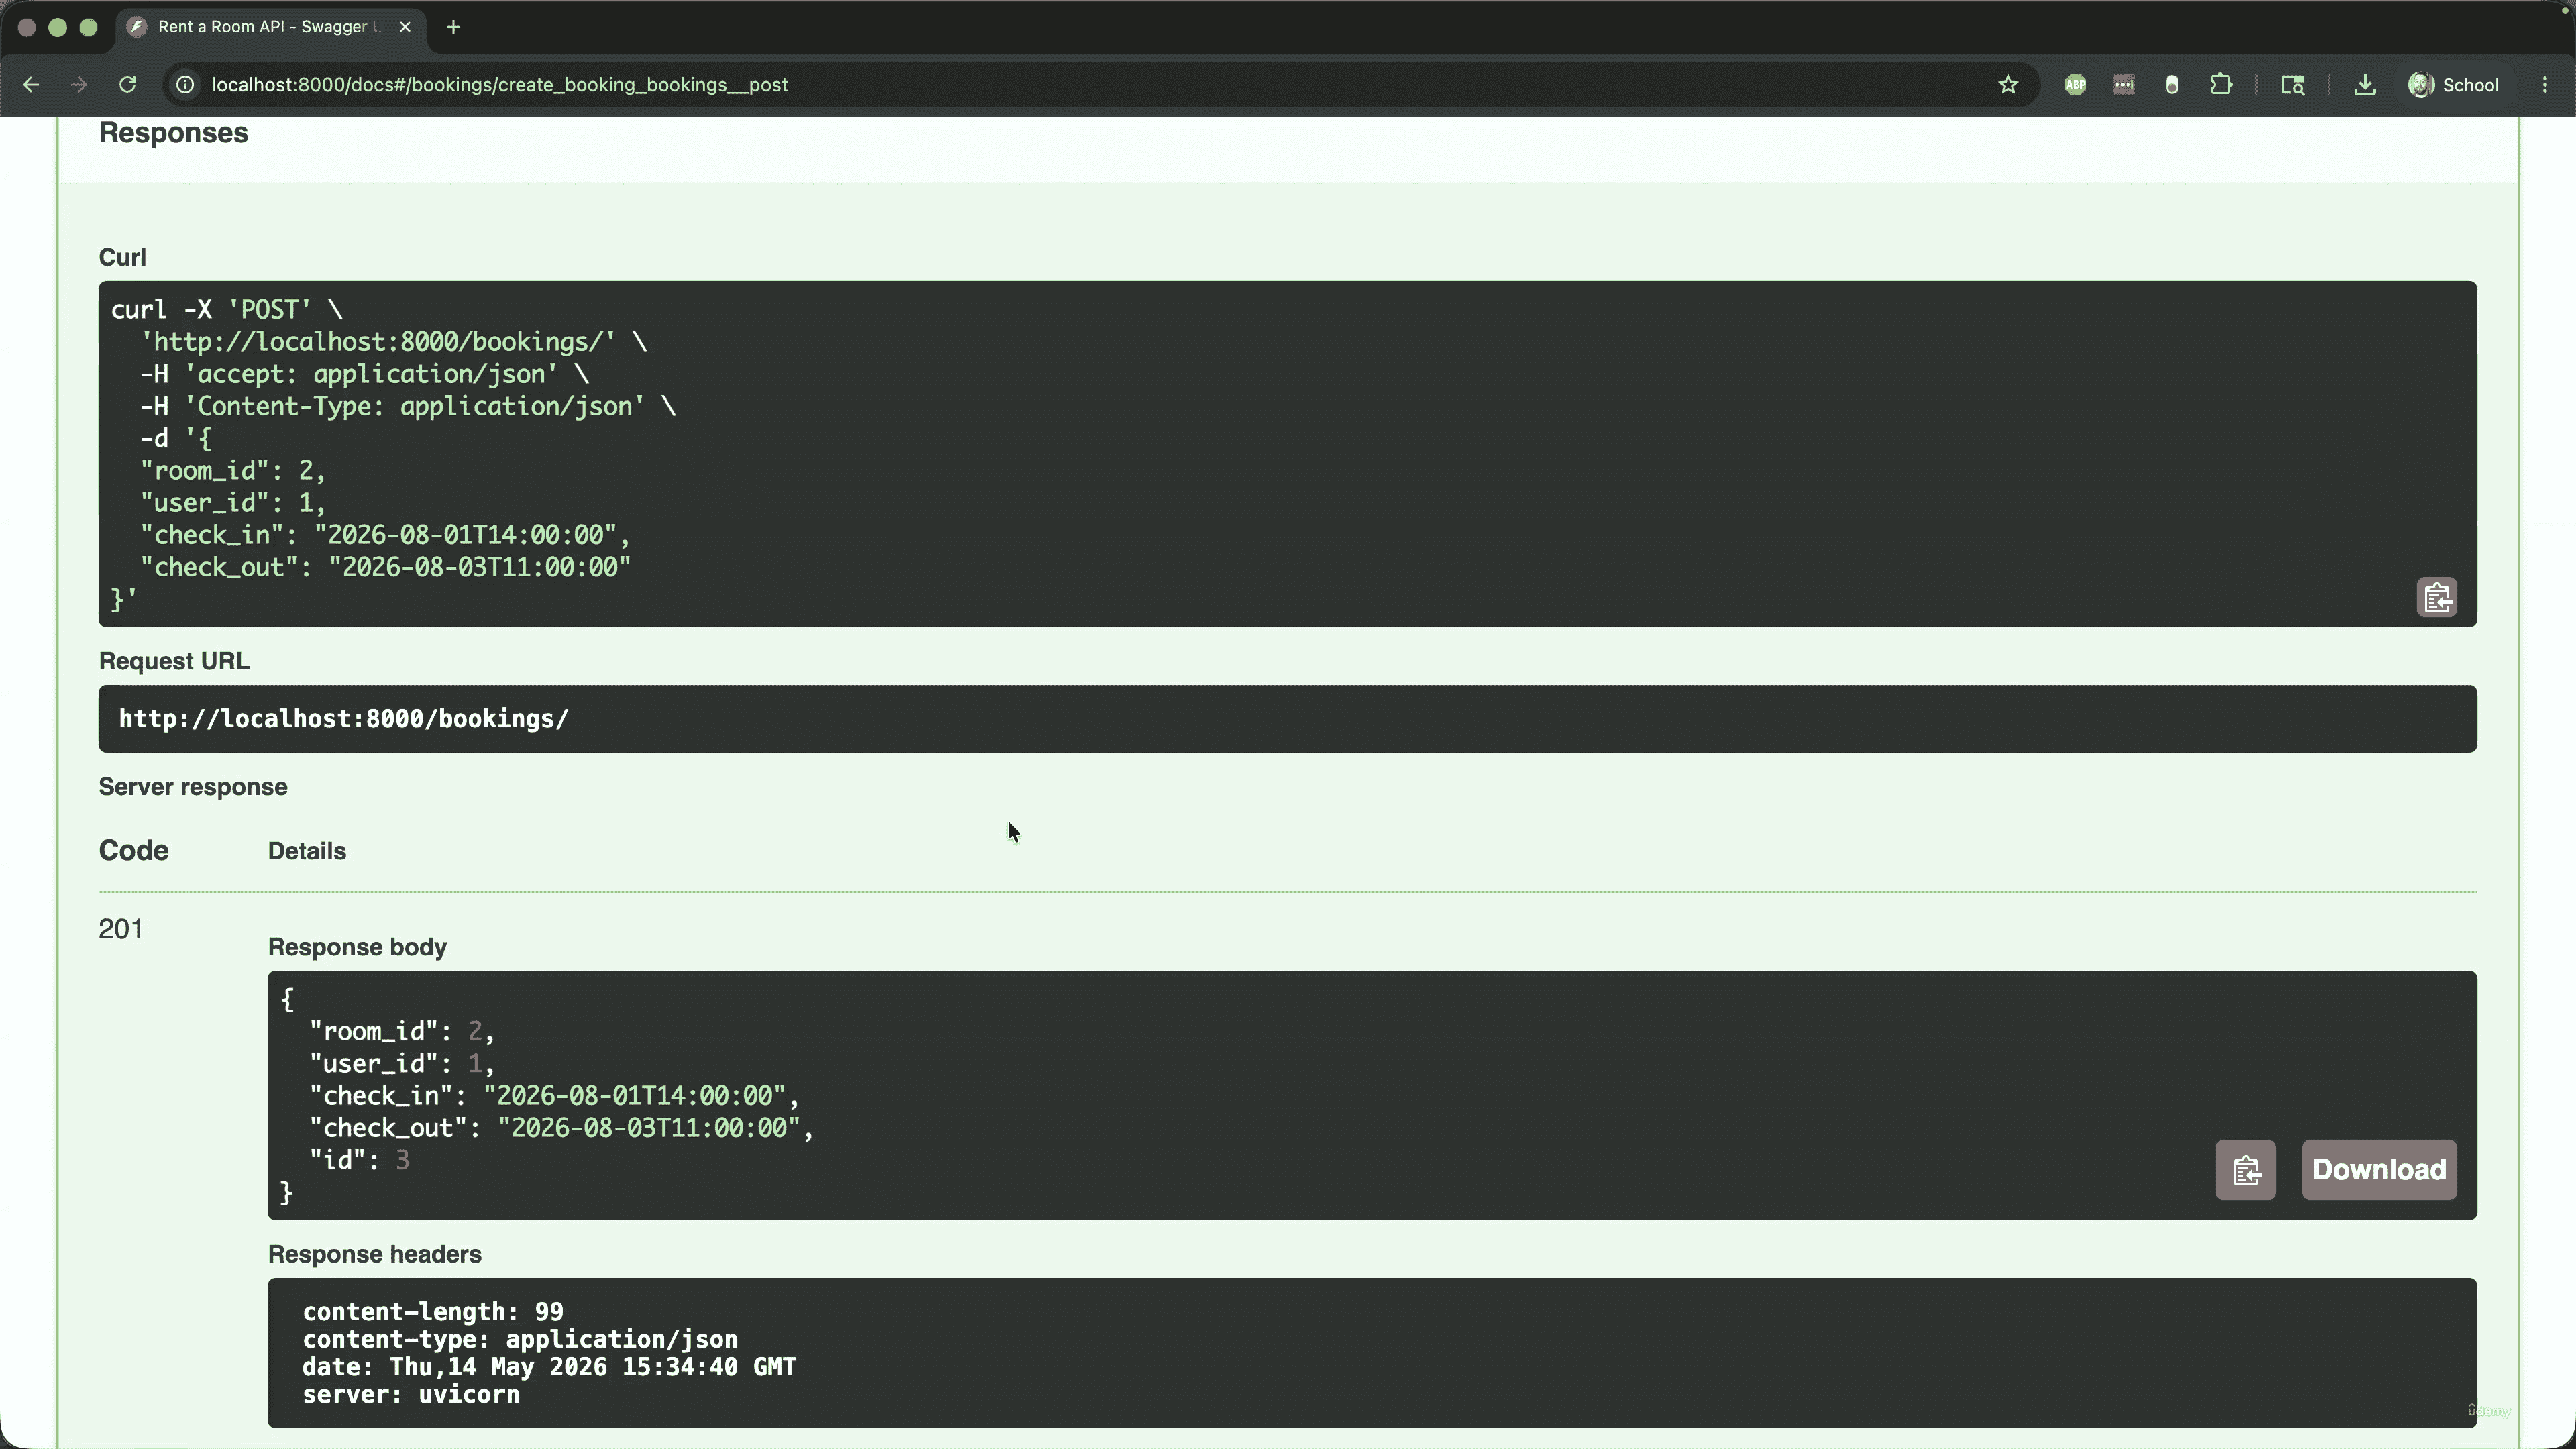 Rent a Room API - Swagger U
localhost:8000/docs#/bookings/create_booking_bookings__post
ABP
School
Responses
Curl
curl -X 'POST' \
  'http://localhost:8000/bookings/' \
  -H 'accept: application/json' \
  -H 'Content-Type: application/json' \
  -d '{
  "room_id": 2,
  "user_id": 1,
  "check_in": "2026-08-01T14:00:00",
  "check_out": "2026-08-03T11:00:00"
}'
Request URL
http://localhost:8000/bookings/
Server response
Code Details
201
Response body
{
  "room_id": 2,
  "user_id": 1,
  "check_in": "2026-08-01T14:00:00",
  "check_out": "2026-08-03T11:00:00",
  "id": 3
}
Download
Response headers
content-length: 99
content-type: application/json
date: Thu,14 May 2026 15:34:40 GMT
server: uvicorn
ûdemy